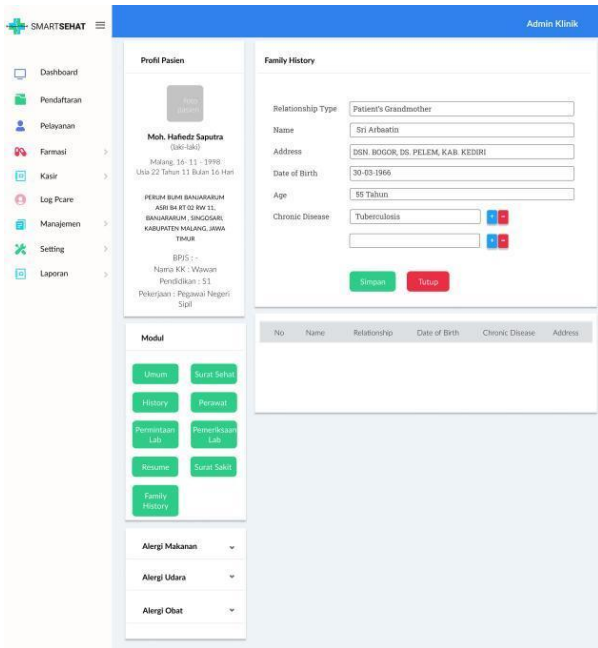 SMARTSEHAT
Admin Klinik
Dashboard
Pendaftaran
Pelayanan
Farmasi
Kasir
Log Pcare
Manajemen
Setting
Laporan
Profil Pasien
Moh. Hafiedz Saputra
(laki-laki)
Malang, 16- 11 - 1998
Usia 22 Tahun 11 Bulan 16 Hari
PERUM BUMI BANJARARUM
ASRI B4 RT 02 RW 11,
BANJARARUM , SINGOSARI,
KABUPATEN MALANG, JAWA
TIMUR
BPJS : -
Nama KK : Wawan
Pendidikan : S1
Pekerjaan : Pegawai Negeri
Sipil
Modul
Umum
Surat Sehat
History
Perawat
Permintaan
Lab
Pemeriksaan
Lab
Resume
Surat Sakit
Family
History
Alergi Makanan
Alergi Udara
Alergi Obat
Family History
Relationship Type Patient's Grandmother
Name Sri Arbaatin
Address DSN. BOGOR, DS. PELEM, KAB. KEDIRI
Date of Birth 30-03-1966
Age 55 Tahun
Chronic Disease Tuberculosis
Simpan Tutup
No Name Relationship Date of Birth Chronic Disease Address